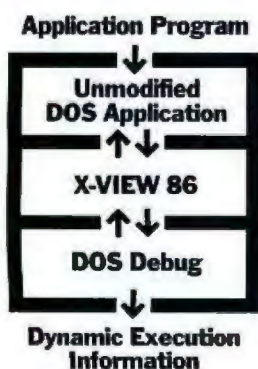 Application Program
Unmodified
DOS Application
X-VIEW 86
DOS Debug
Dynamic Execution
Information